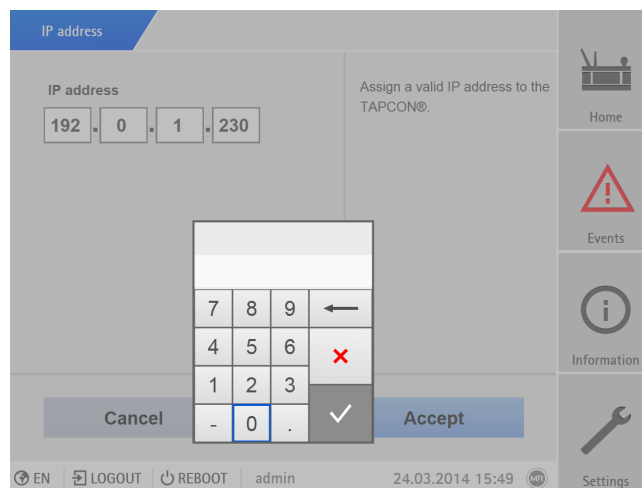 IP address
IP address
192 . 0 . 1 . 230
Assign a valid IP address to the
TAPCON®.
Home
Events
Information
Settings
7 8 9
4 5 6
1 2 3
- 0 .
Cancel
Accept
EN LOGOUT REBOOT admin 24.03.2014 15:49 MR